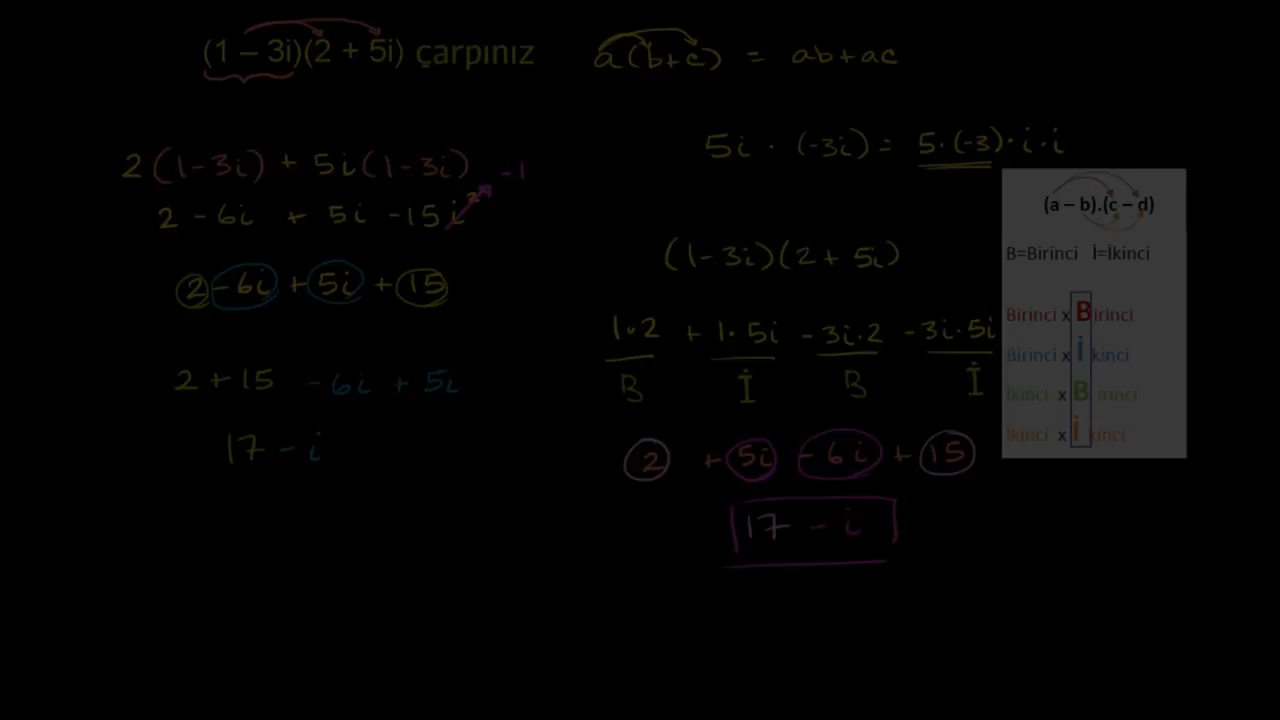 (1 – 3i)(2 + 5i) çarpınız
a(b+c) = ab+ac
2(1-3i) + 5i(1-3i)
-1
2 - 6i + 5i - 15i²
2 - 6i + 5i + 15
2 + 15 - 6i + 5i
17 - i
5i · (-3i) = 5·(-3)·i·i
(1-3i)(2+5i)
1·2 + 1·5i - 3i·2 - 3i·5i
B İ B İ
2 + 5i - 6i + 15
17 - i
(a – b).(c – d)
B=Birinci İ=İkinci
Birinci x Birinci
Birinci x İkinci
İkinci x Birinci
İkinci x İkinci